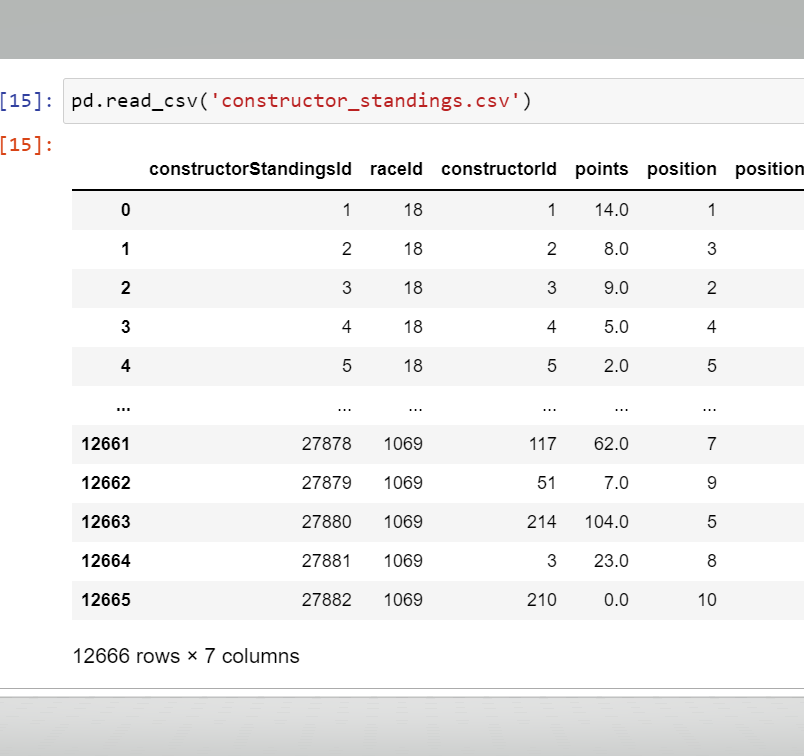 [15]: pd.read_csv('constructor_standings.csv')
[15]:
constructorStandingsId raceId constructorId points position position
0 1 18 1 14.0 1
1 2 18 2 8.0 3
2 3 18 3 9.0 2
3 4 18 4 5.0 4
4 5 18 5 2.0 5
... ... ... ... ... ...
12661 27878 1069 117 62.0 7
12662 27879 1069 51 7.0 9
12663 27880 1069 214 104.0 5
12664 27881 1069 3 23.0 8
12665 27882 1069 210 0.0 10
12666 rows × 7 columns